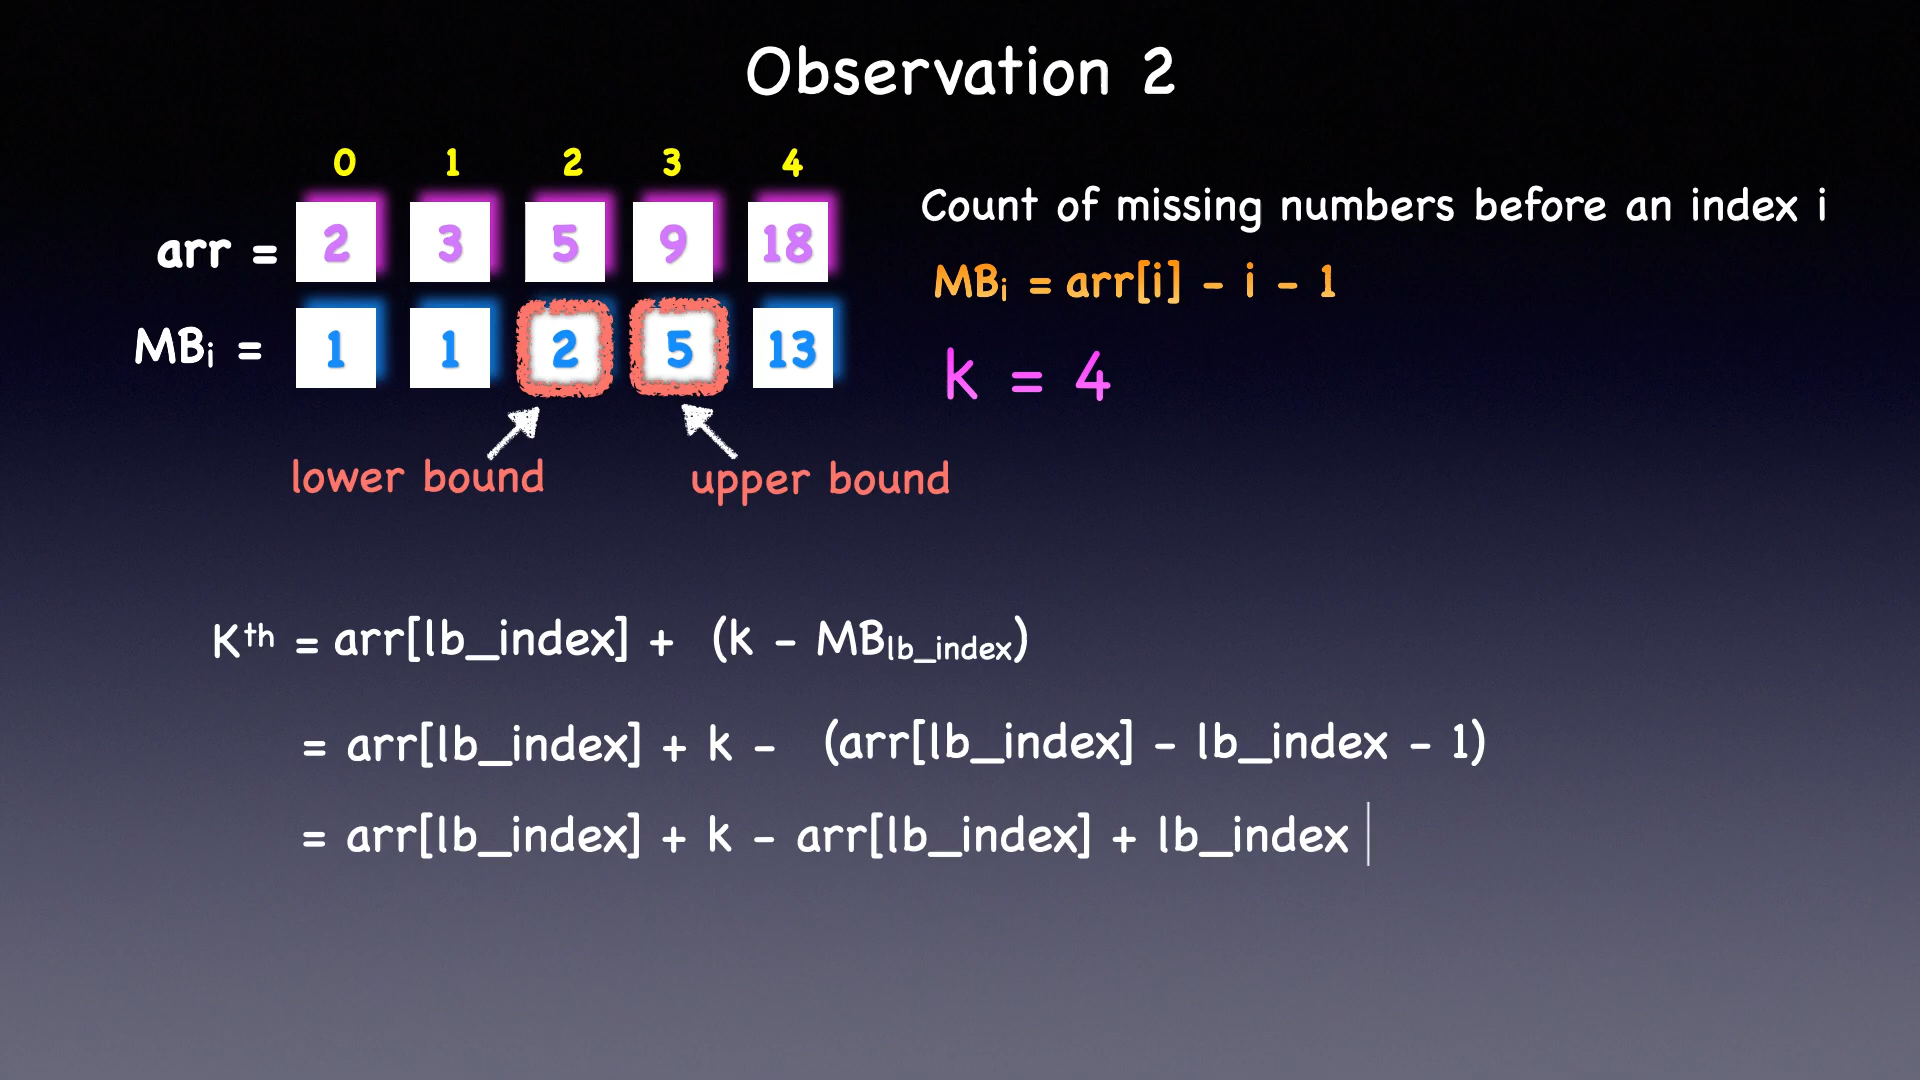 Observation 2
0 1 2 3 4
arr = 2 3 5 9 18
MBi = 1 1 2 5 13
lower bound upper bound
Count of missing numbers before an index i
MBi = arr[i] - i - 1
k = 4
Kth = arr[lb_index] + (k - MBlb_index)
= arr[lb_index] + k - (arr[lb_index] - lb_index - 1)
= arr[lb_index] + k - arr[lb_index] + lb_index